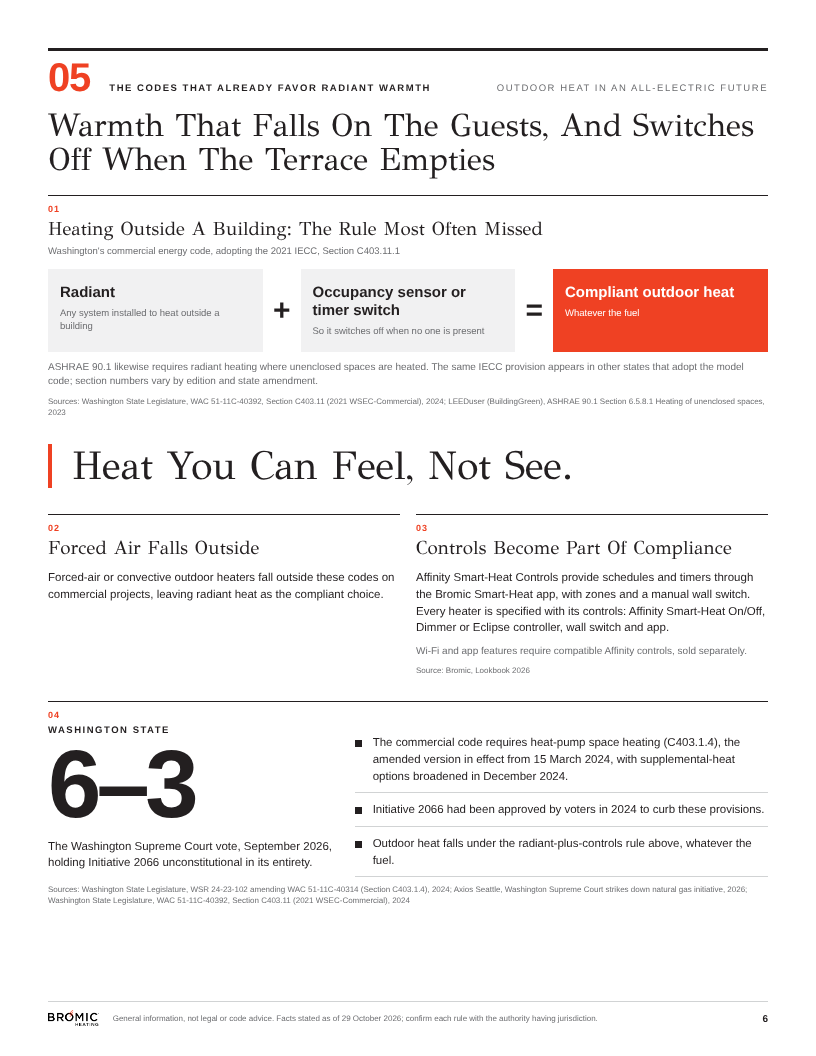 05 THE CODES THAT ALREADY FAVOR RADIANT WARMTH OUTDOOR HEAT IN AN ALL-ELECTRIC FUTURE
Warmth That Falls On The Guests, And Switches
Off When The Terrace Empties
01
Heating Outside A Building: The Rule Most Often Missed
Washington's commercial energy code, adopting the 2021 IECC, Section C403.11.1
Radiant
Any system installed to heat outside a
building
+
Occupancy sensor or
timer switch
So it switches off when no one is present
=
Compliant outdoor heat
Whatever the fuel
ASHRAE 90.1 likewise requires radiant heating where unenclosed spaces are heated. The same IECC provision appears in other states that adopt the model
code; section numbers vary by edition and state amendment.
Sources: Washington State Legislature, WAC 51-11C-40392, Section C403.11 (2021 WSEC-Commercial), 2024; LEEDuser (BuildingGreen), ASHRAE 90.1 Section 6.5.8.1 Heating of unenclosed spaces,
2023
Heat You Can Feel, Not See.
02
Forced Air Falls Outside
Forced-air or convective outdoor heaters fall outside these codes on
commercial projects, leaving radiant heat as the compliant choice.
03
Controls Become Part Of Compliance
Affinity Smart-Heat Controls provide schedules and timers through
the Bromic Smart-Heat app, with zones and a manual wall switch.
Every heater is specified with its controls: Affinity Smart-Heat On/Off,
Dimmer or Eclipse controller, wall switch and app.
Wi-Fi and app features require compatible Affinity controls, sold separately.
Source: Bromic, Lookbook 2026
04
WASHINGTON STATE
6–3
The Washington Supreme Court vote, September 2026,
holding Initiative 2066 unconstitutional in its entirety.
The commercial code requires heat-pump space heating (C403.1.4), the
amended version in effect from 15 March 2024, with supplemental-heat
options broadened in December 2024.
Initiative 2066 had been approved by voters in 2024 to curb these provisions.
Outdoor heat falls under the radiant-plus-controls rule above, whatever the
fuel.
Sources: Washington State Legislature, WSR 24-23-102 amending WAC 51-11C-40314 (Section C403.1.4), 2024; Axios Seattle, Washington Supreme Court strikes down natural gas initiative, 2026;
Washington State Legislature, WAC 51-11C-40392, Section C403.11 (2021 WSEC-Commercial), 2024
BROMIC
HEATING
General information, not legal or code advice. Facts stated as of 29 October 2026; confirm each rule with the authority having jurisdiction.
6